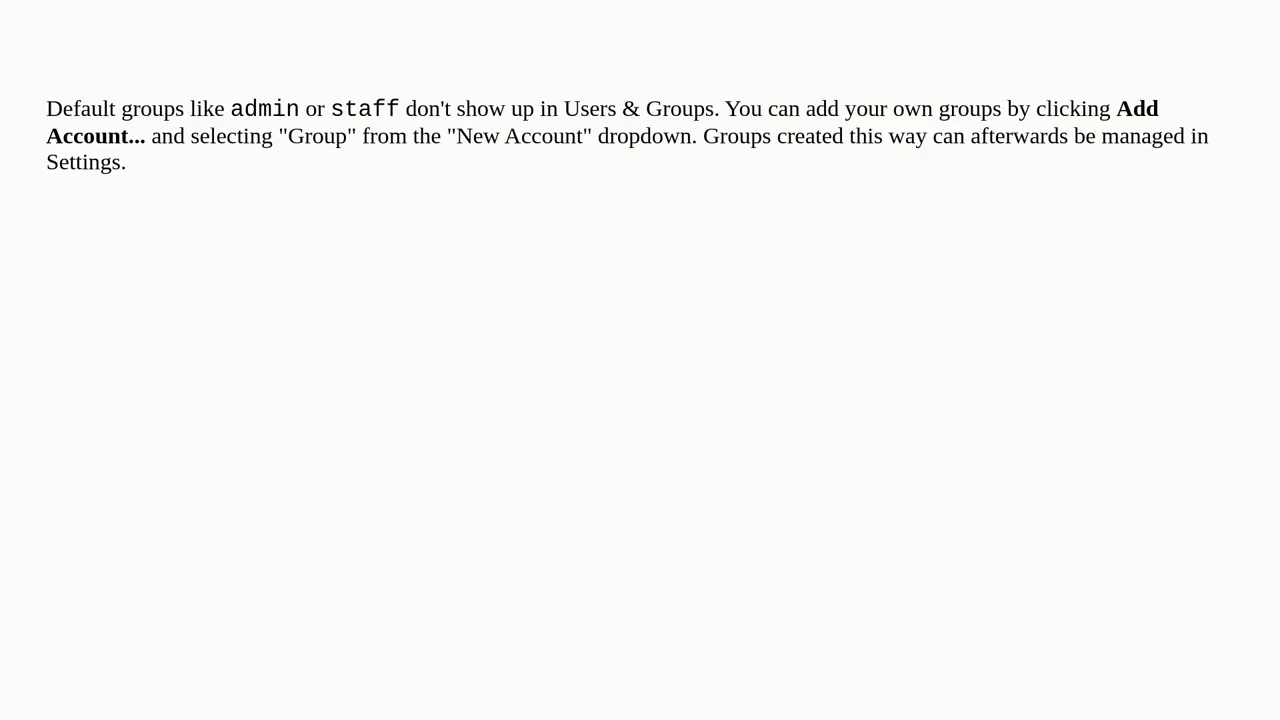 Default groups like admin or staff don't show up in Users & Groups. You can add your own groups by clicking Add
Account... and selecting "Group" from the "New Account" dropdown. Groups created this way can afterwards be managed in
Settings.